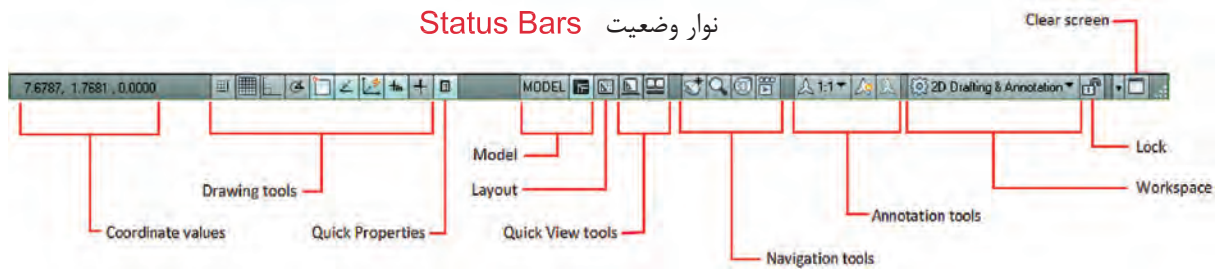 نوار وضعیت Status Bars
Clear screen
7.6787, 1.7681 , 0.0000
MODEL
1:1
2D Drafting & Annotation
Model
Lock
Drawing tools
Layout
Workspace
Annotation tools
Coordinate values
Quick Properties
Quick View tools
Navigation tools